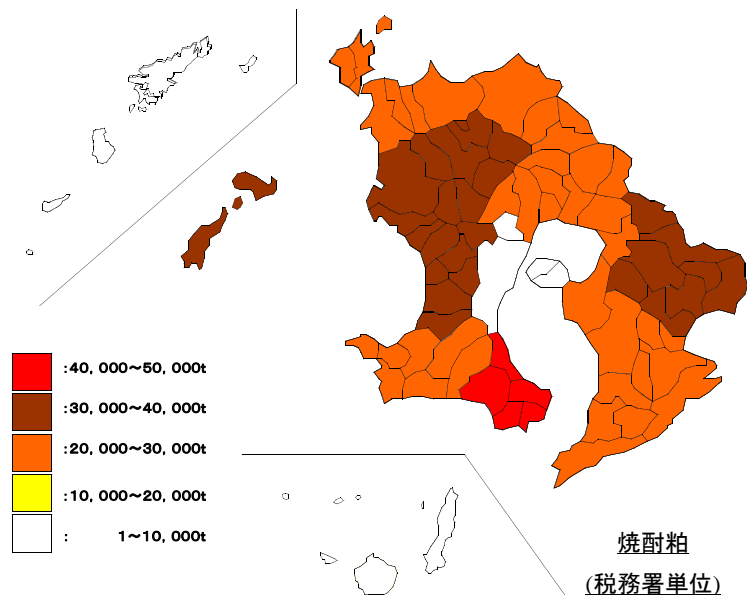 :40, 000～50, 000t
:30, 000～40, 000t
:20, 000～30, 000t
:10, 000～20, 000t
: 1～10, 000t
焼酎粕
(税務署単位)